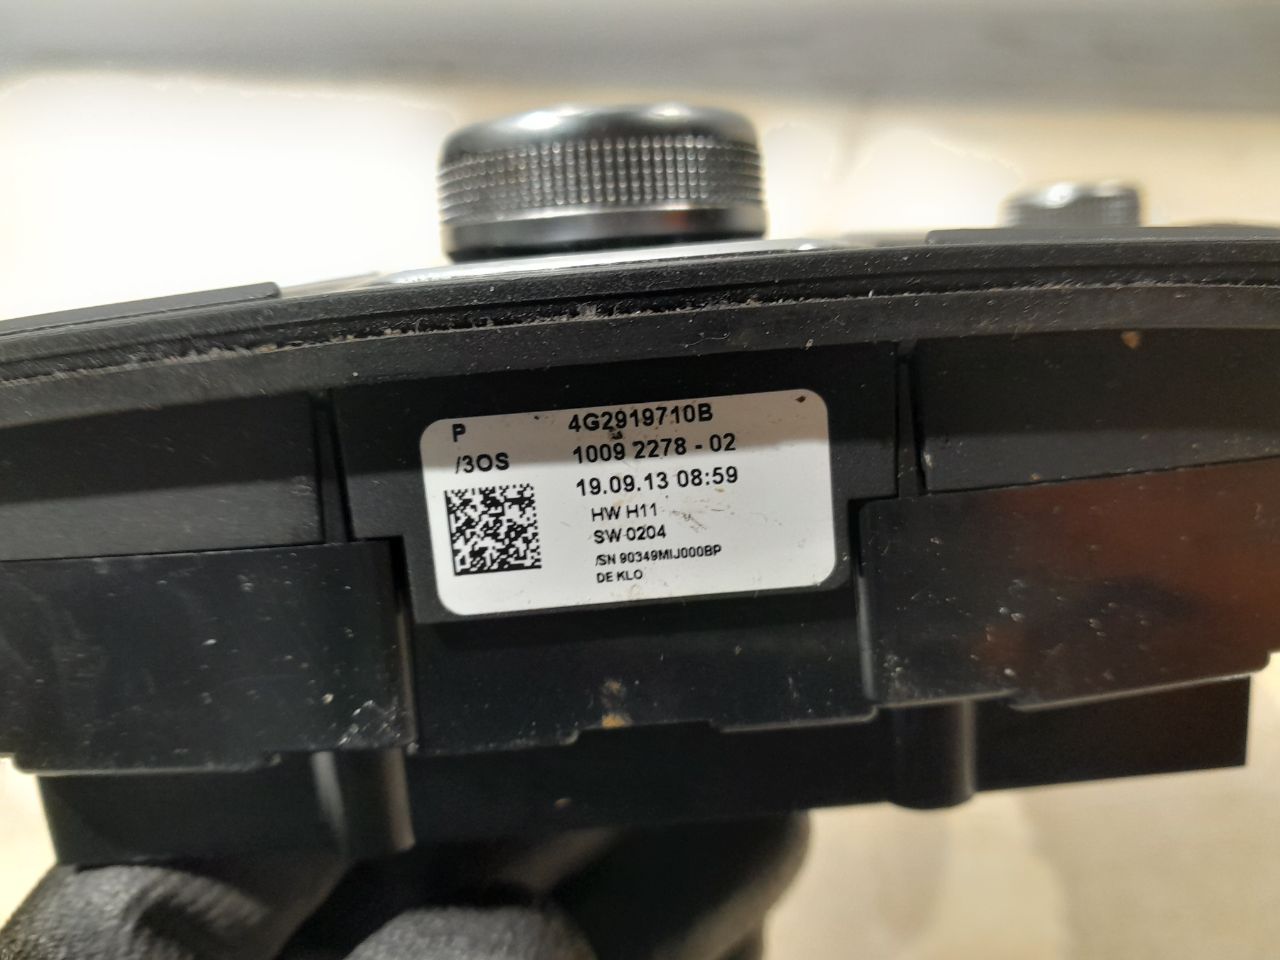 P 4G2919710B
/3OS 1009 2278 - 02
19.09.13 08:59
HW H11
SW 0204
/SN 90349MIJ000BP
DE KLO